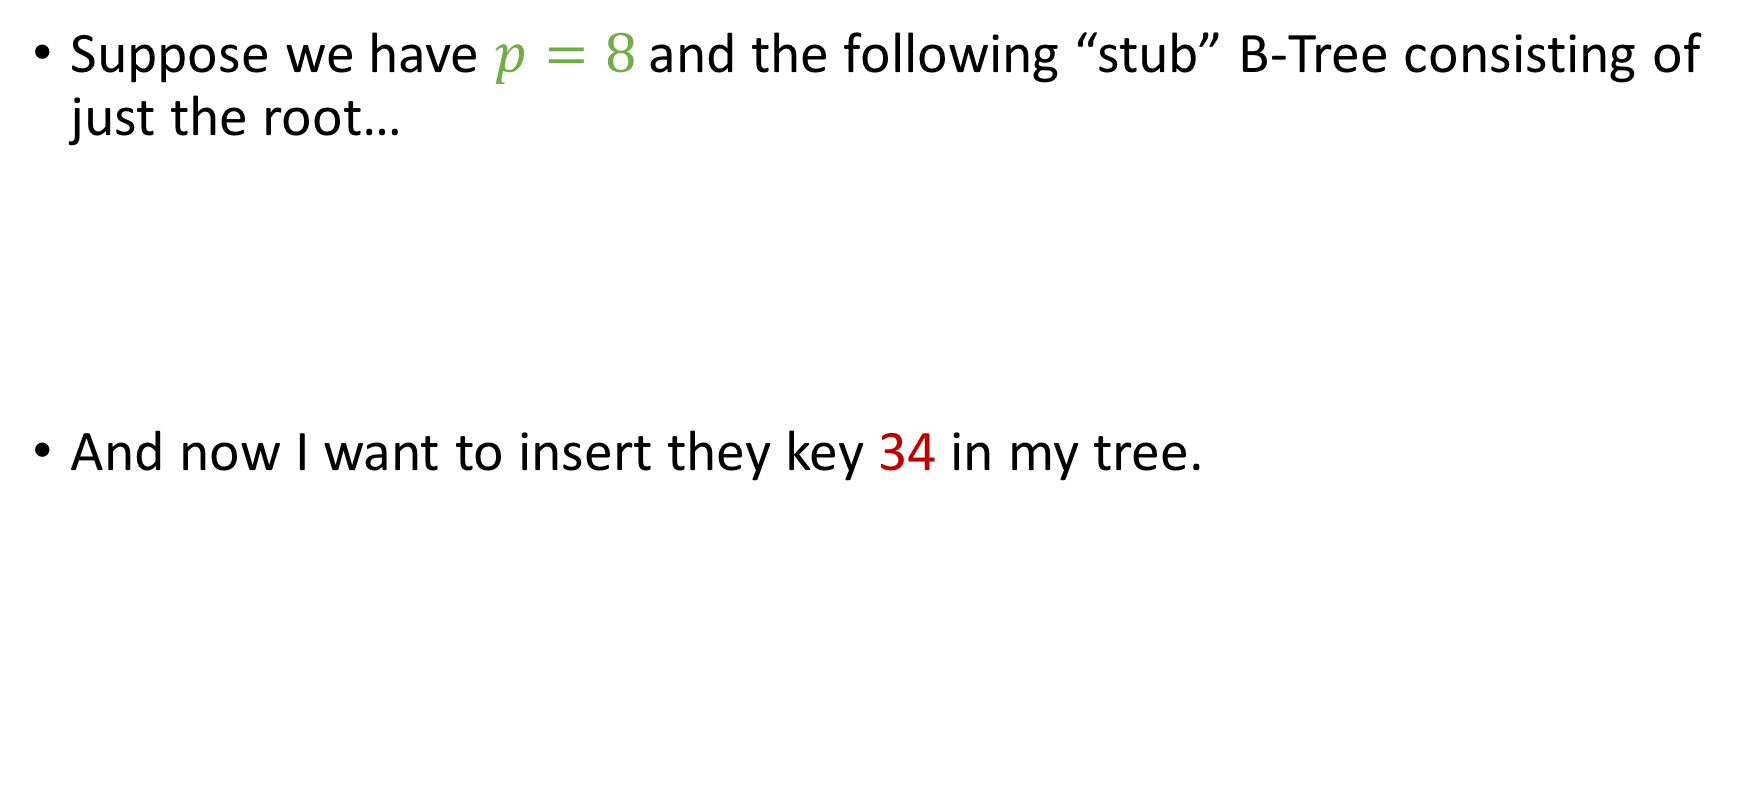 • Suppose we have p = 8 and the following “stub” B-Tree consisting of
just the root…
• And now I want to insert they key 34 in my tree.